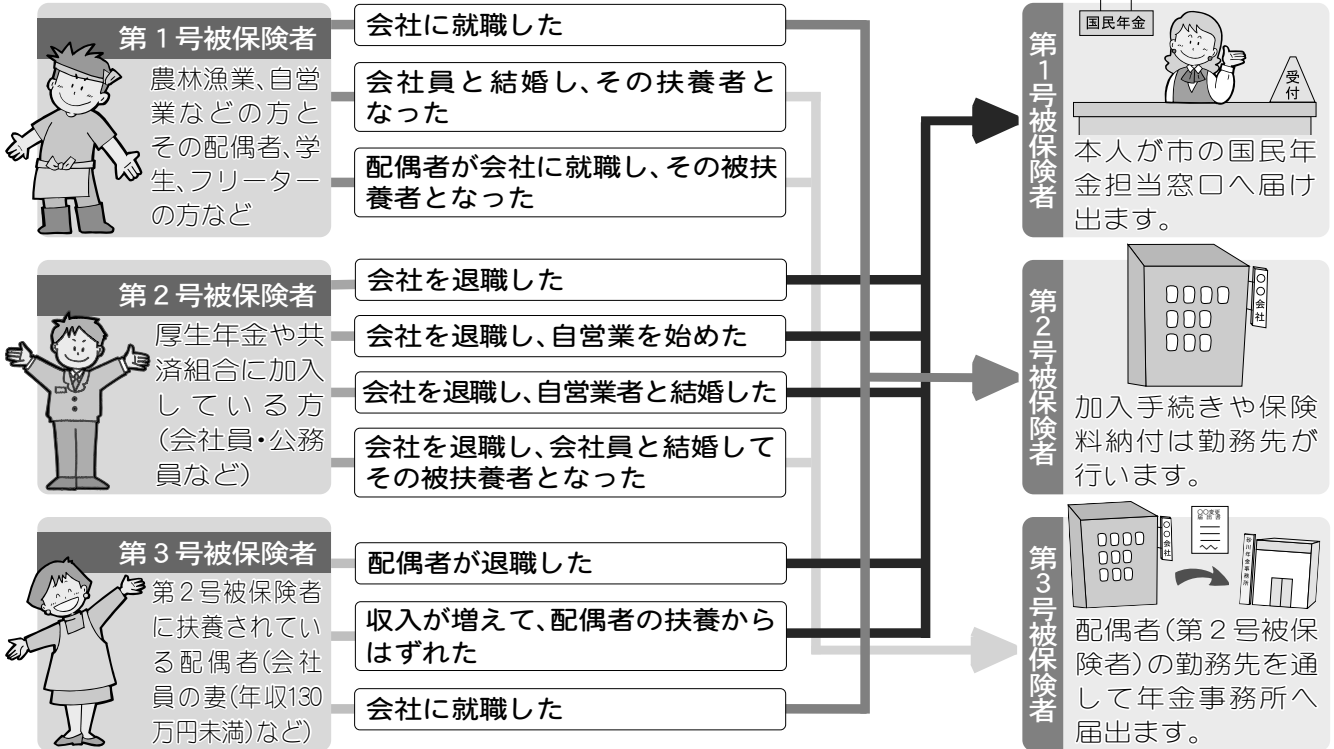 第1号被保険者
農林漁業、自営
業などの方と
その配偶者、学
生、フリーター
の方など
会社に就職した
会社員と結婚し、その扶養者と
なった
配偶者が会社に就職し、その被扶
養者となった
第2号被保険者
厚生年金や共
済組合に加入
している方
(会社員・公務
員など)
会社を退職した
会社を退職し、自営業を始めた
会社を退職し、自営業者と結婚した
会社を退職し、会社員と結婚して
その被扶養者となった
第3号被保険者
第2号被保険者
に扶養されてい
る配偶者(会社
員の妻(年収130
万円未満)など)
配偶者が退職した
収入が増えて、配偶者の扶養から
はずれた
会社に就職した
第1号被保険者
国民年金
受付
本人が市の国民年
金担当窓口へ届け
出ます。
第2号被保険者
○○会社
加入手続きや保険
料納付は勤務先が
行います。
第3号被保険者
○○会社
配偶者(第2号被保
険者)の勤務先を通
して年金事務所へ
届出ます。